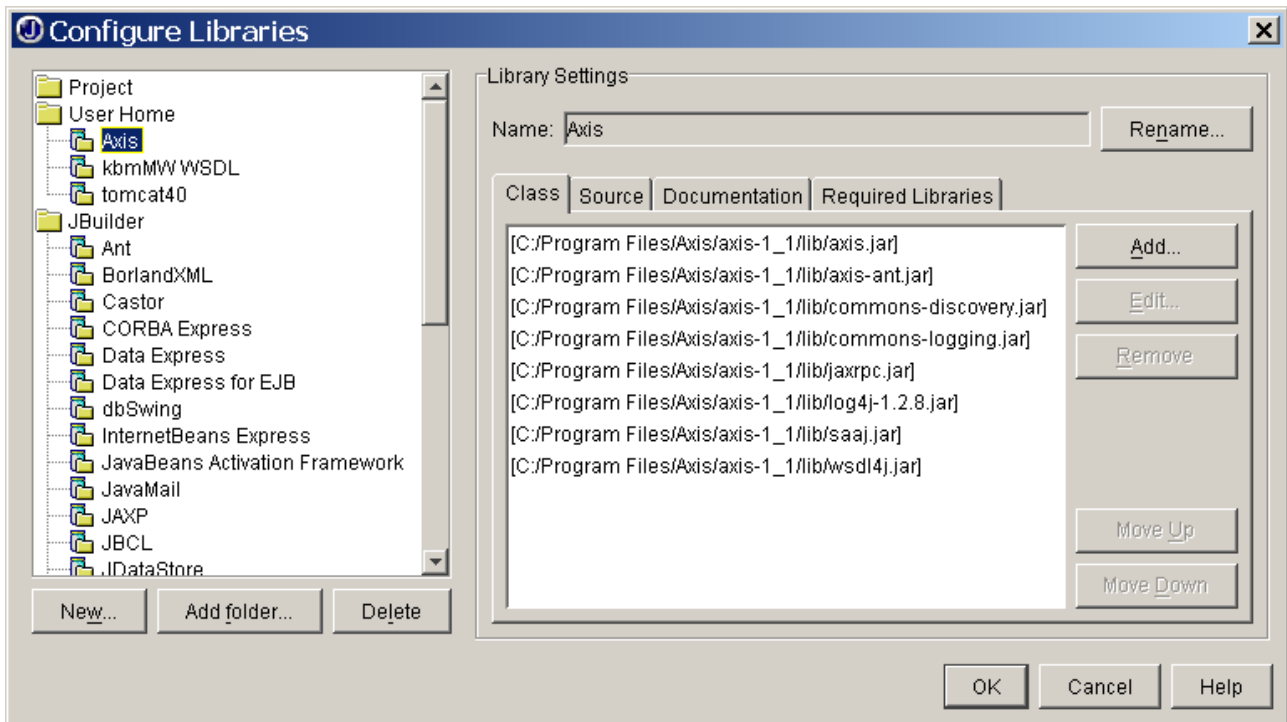 Configure Libraries
Project
User Home
Axis
kbmMW WSDL
tomcat40
JBuilder
Ant
BorlandXML
Castor
CORBA Express
Data Express
Data Express for EJB
dbSwing
InternetBeans Express
JavaBeans Activation Framework
JavaMail
JAXP
JBCL
JDataStore
New...
Add folder...
Delete
Library Settings
Name: Axis
Rename...
Class
Source
Documentation
Required Libraries
[C:/Program Files/Axis/axis-1_1/lib/axis.jar]
[C:/Program Files/Axis/axis-1_1/lib/axis-ant.jar]
[C:/Program Files/Axis/axis-1_1/lib/commons-discovery.jar]
[C:/Program Files/Axis/axis-1_1/lib/commons-logging.jar]
[C:/Program Files/Axis/axis-1_1/lib/jaxrpc.jar]
[C:/Program Files/Axis/axis-1_1/lib/log4j-1.2.8.jar]
[C:/Program Files/Axis/axis-1_1/lib/saaj.jar]
[C:/Program Files/Axis/axis-1_1/lib/wsdl4j.jar]
Add...
Edit...
Remove
Move Up
Move Down
OK
Cancel
Help